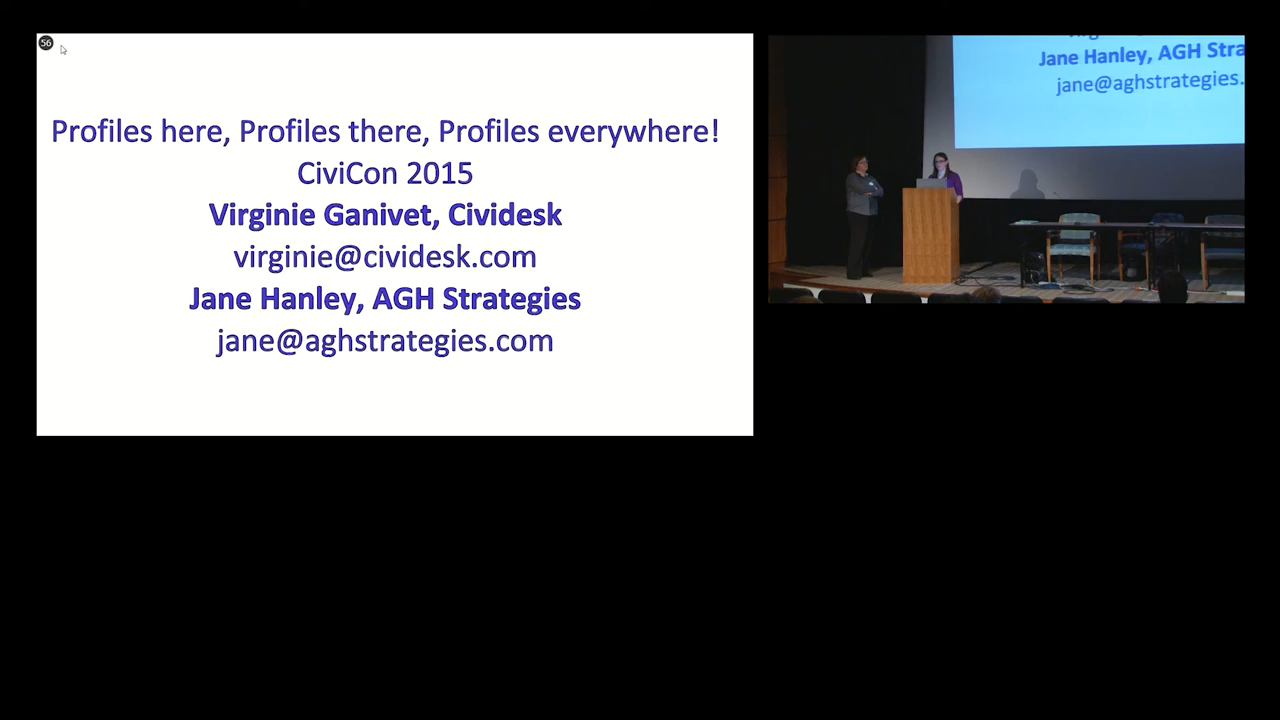 56
Profiles here, Profiles there, Profiles everywhere!
CiviCon 2015
Virginie Ganivet, Cividesk
virginie@cividesk.com
Jane Hanley, AGH Strategies
jane@aghstrategies.com
Jane Hanley, AGH Stra
jane@aghstrategies.